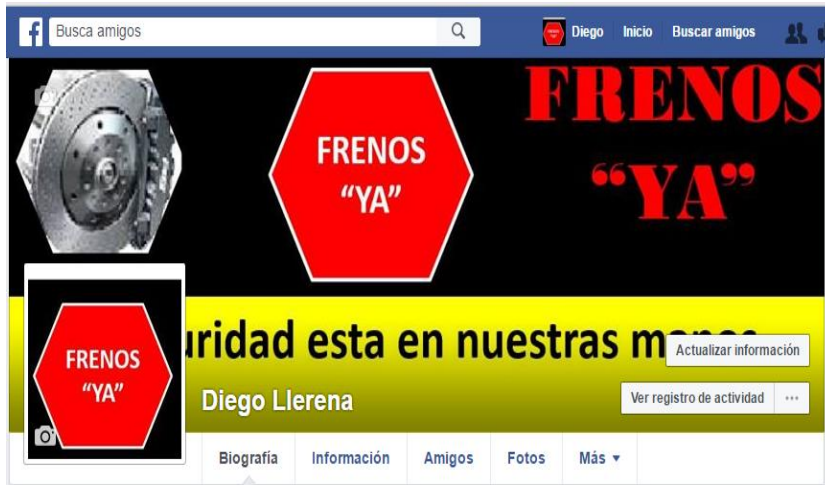 Busca amigos
Diego Inicio Buscar amigos
FRENOS
"YA"
FRENOS
"YA"
FRENOS
"YA"
uridad esta en nuestras
Actualizar información
Diego Llerena
Ver registro de actividad ...
Biografía Información Amigos Fotos Más